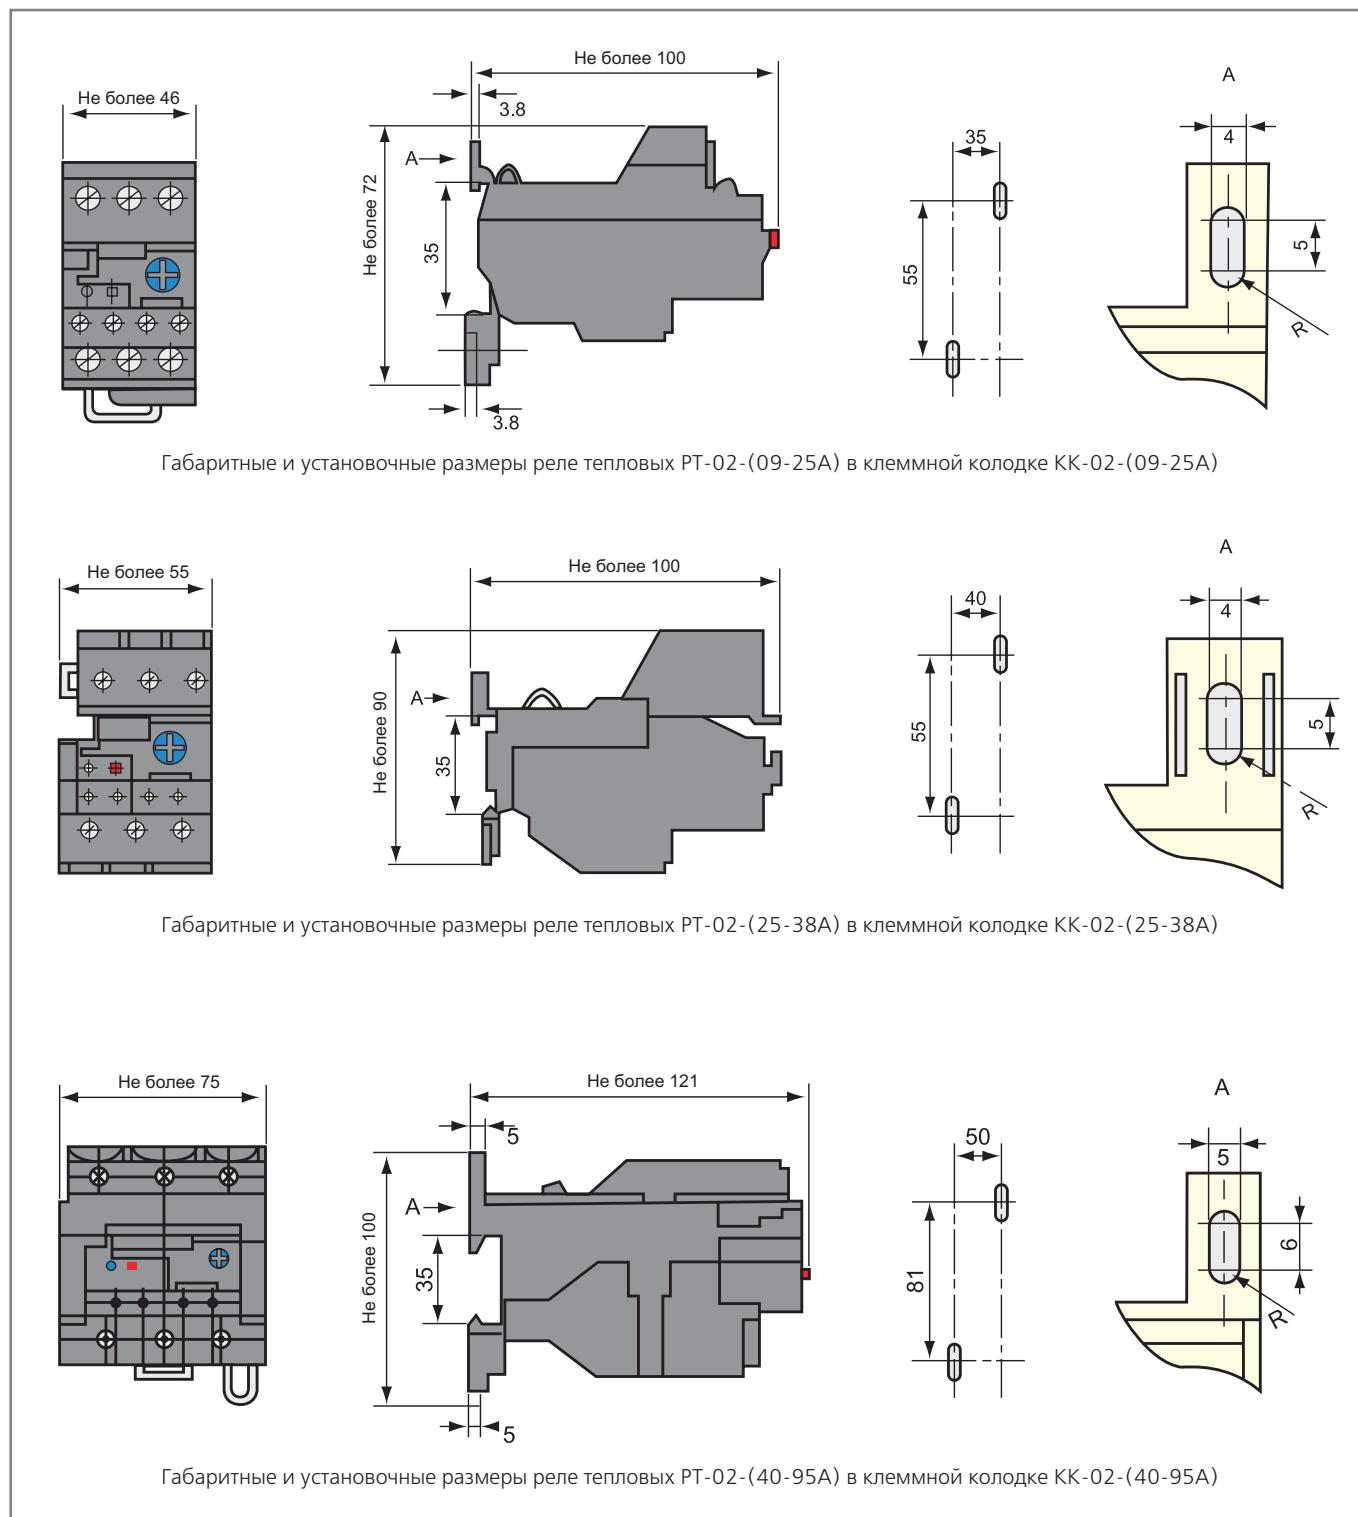 Не более 100
А
Не более 46
3.8
4
35
А
Не более 72
35
55
5
R
3.8
Габаритные и установочные размеры реле тепловых РТ-02-(09-25А) в клеммной колодке КК-02-(09-25А)
А
Не более 100
Не более 55
40
4
А
Не более 90
35
55
5
R
Габаритные и установочные размеры реле тепловых РТ-02-(25-38А) в клеммной колодке КК-02-(25-38А)
Не более 75
Не более 121
А
5
50
5
А
Не более 100
35
81
6
R
5
Габаритные и установочные размеры реле тепловых РТ-02-(40-95А) в клеммной колодке КК-02-(40-95А)